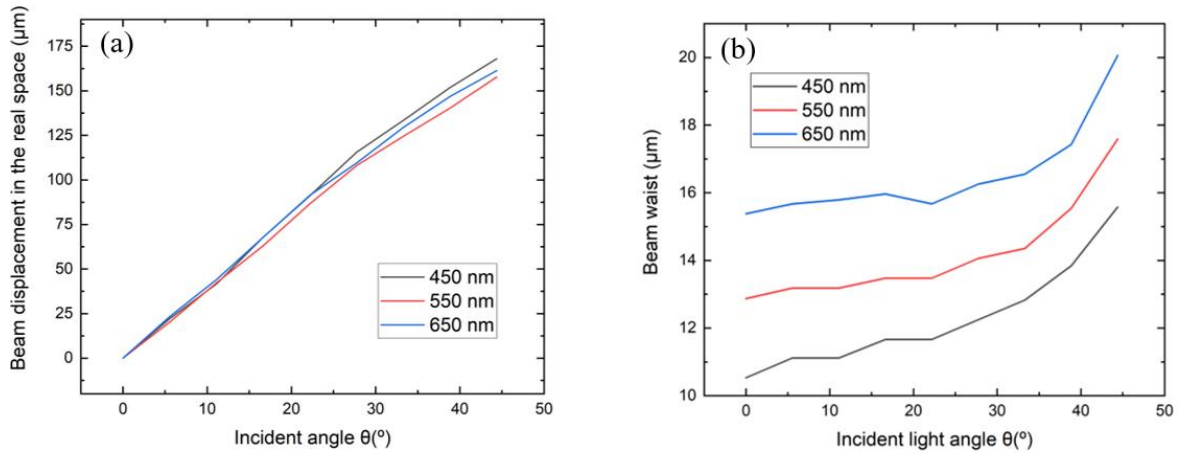 (a)
Beam displacement in the real space (μm)
175
150
125
100
75
50
25
0
450 nm
550 nm
650 nm
0 10 20 30 40 50
Incident angle θ(º)
(b)
Beam waist (μm)
20
18
16
14
12
10
450 nm
550 nm
650 nm
0 10 20 30 40 50
Incident light angle θ(º)